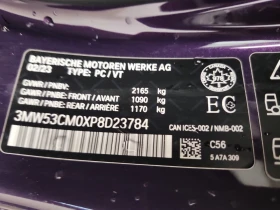 BAYERISCHE MOTOREN WERKE AG
02/23 TYPE: PC/VT
GVWR / PNBV: 2165 kg
GAWR / PNBE:
FRONT / AVANT: 1090 kg
GAWR / PNBE:
REAR / ARRIÈRE: 1170 kg
3MW53CM0XP8D23784
EC
CAN ICES-002 / NMB-002
C56
5 A7A 309